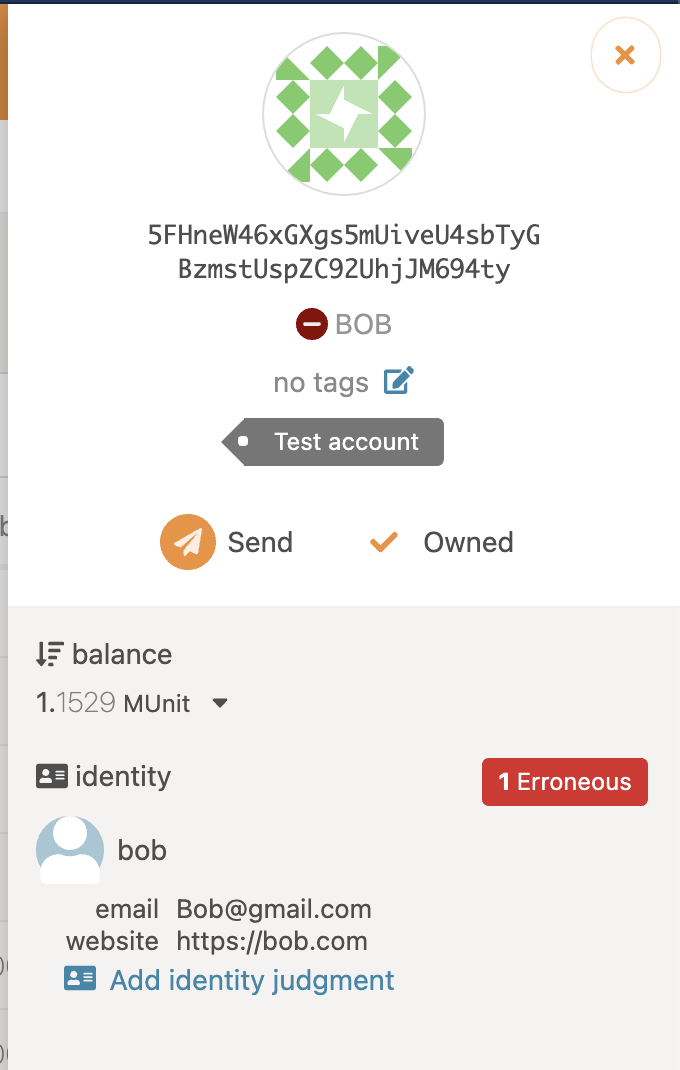 5FHneW46xGXgs5mUiveU4sbTyG
BzmstUspZC92UhjJM694ty
BOB
no tags
Test account
Send Owned
balance
1.1529 MUnit
identity 1 Erroneous
bob
email Bob@gmail.com
website https://bob.com
Add identity judgment